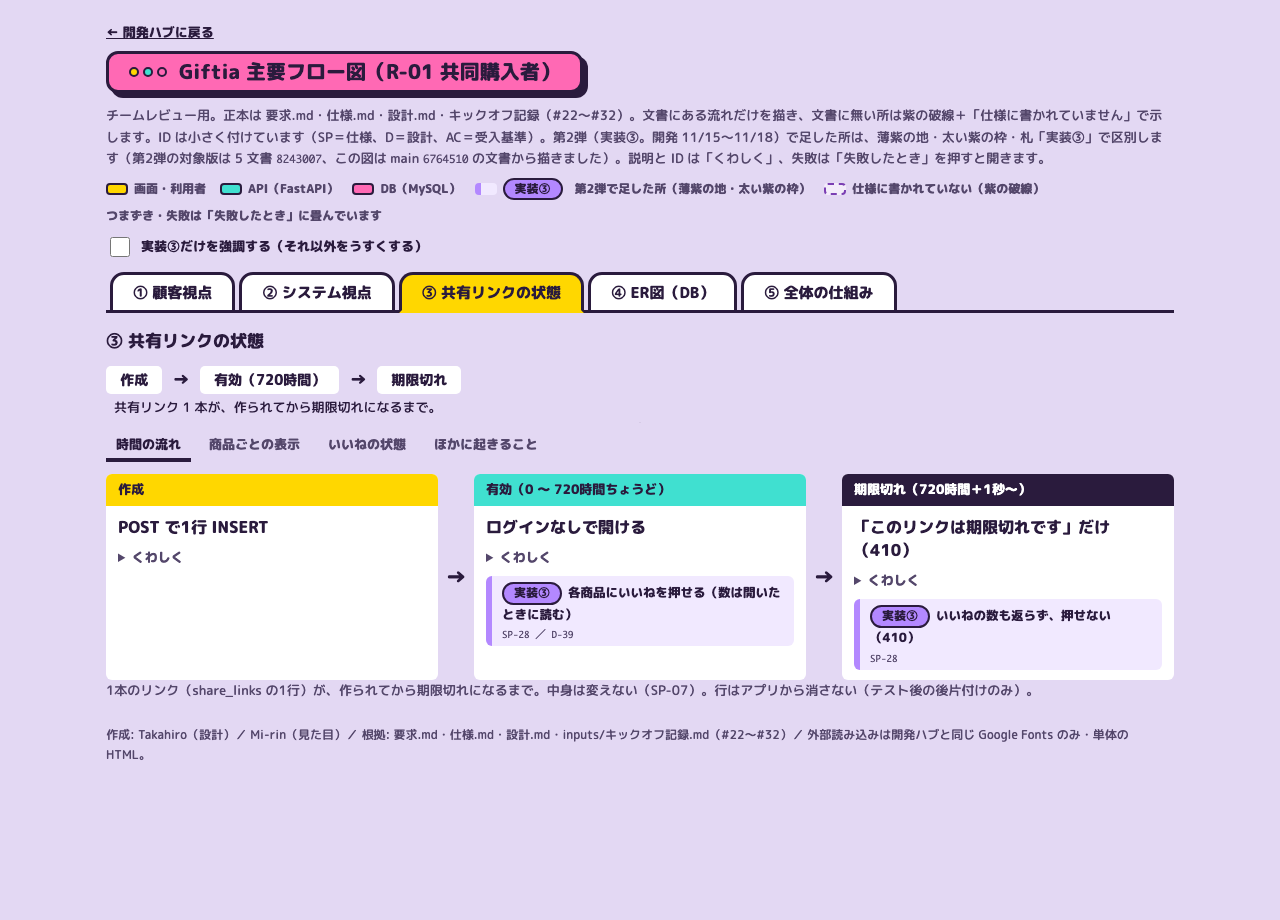 ← 開発ハブに戻る
Giftia 主要フロー図（R-01 共同購入者）
チームレビュー用。正本は 要求.md・仕様.md・設計.md・キックオフ記録（#22〜#32）。文書にある流れだけを描き、文書に無い所は紫の破線＋「仕様に書かれていません」で示
します。ID は小さく付けています（SP＝仕様、D＝設計、AC＝受入基準）。第2弾（実装③。開発 11/15〜11/18）で足した所は、薄紫の地・太い紫の枠・札「実装③」で区別しま
す（第2弾の対象版は 5 文書 8243007、この図は main 6764510 の文書から描きました）。説明と ID は「くわしく」、失敗は「失敗したとき」を押すと開きます。
画面・利用者 API（FastAPI） DB（MySQL） 実装③ 第2弾で足した所（薄紫の地・太い紫の枠） 仕様に書かれていない（紫の破線）
つまずき・失敗は「失敗したとき」に畳んでいます
実装③だけを強調する（それ以外をうすくする）
① 顧客視点 ② システム視点 ③ 共有リンクの状態 ④ ER図（DB） ⑤ 全体の仕組み
③ 共有リンクの状態
作成 → 有効（720時間） → 期限切れ
共有リンク 1 本が、作られてから期限切れになるまで。
時間の流れ 商品ごとの表示 いいねの状態 ほかに起きること
作成
POST で1行 INSERT
▶ くわしく
→
有効（0 〜 720時間ちょうど）
ログインなしで開ける
▶ くわしく
実装③ 各商品にいいねを押せる（数は開いた
ときに読む）
SP-28 ／ D-39
→
期限切れ（720時間＋1秒〜）
「このリンクは期限切れです」だけ
（410）
▶ くわしく
実装③ いいねの数も返らず、押せない
（410）
SP-28
1本のリンク（share_links の1行）が、作られてから期限切れになるまで。中身は変えない（SP-07）。行はアプリから消さない（テスト後の後片付けのみ）。
作成: Takahiro（設計）／ Mi-rin（見た目）／ 根拠: 要求.md・仕様.md・設計.md・inputs/キックオフ記録.md（#22〜#32）／ 外部読み込みは開発ハブと同じ Google Fonts のみ・単体の
HTML。